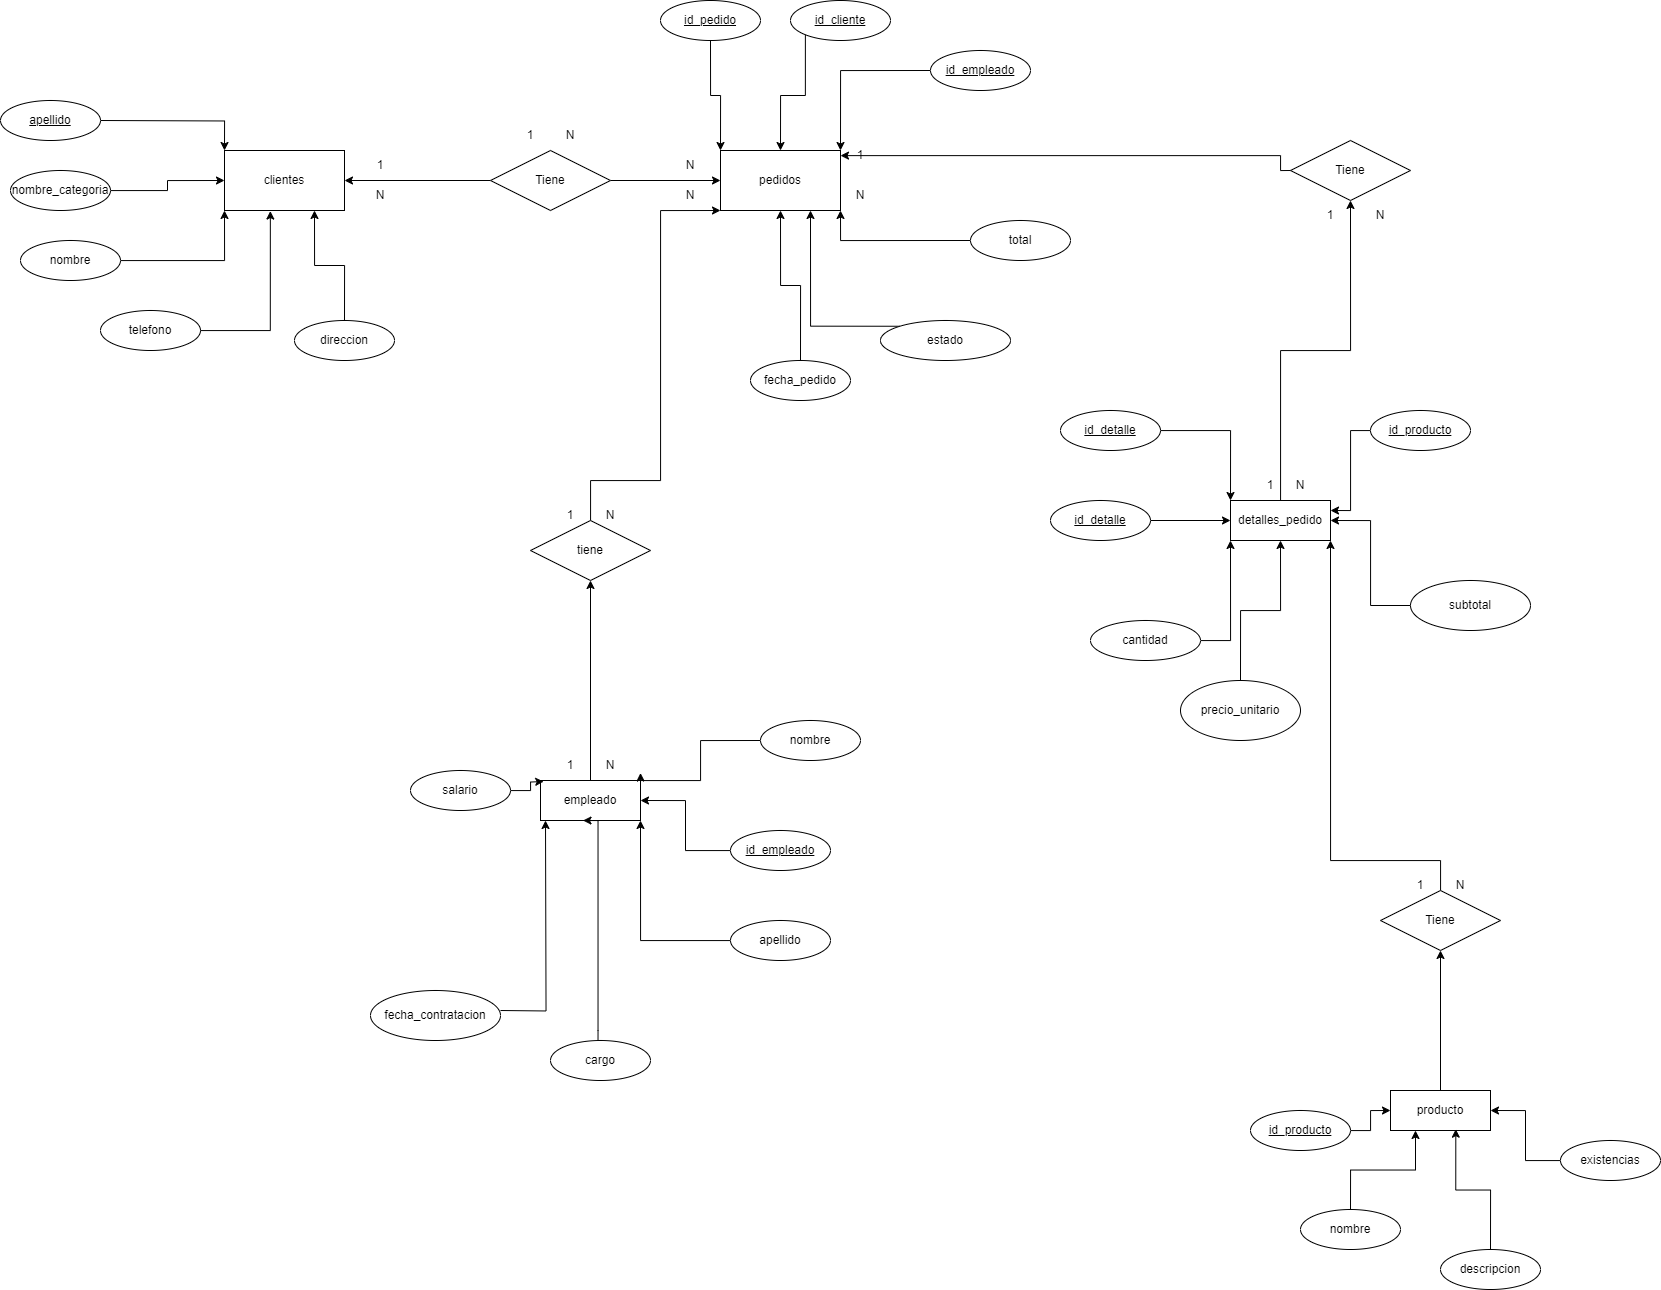 id_pedido
id_cliente
id_empleado
apellido
1 N
1 N 1
clientes Tiene pedidos Tiene
nombre_categoria
N N N
1 N
total
nombre
telefono direccion estado
fecha_pedido
id_detalle id_producto
1 N
1 N
id_detalle detalles_pedido
tiene
subtotal
cantidad
precio_unitario
nombre
1 N
salario empleado
id_empleado
1 N
Tiene
apellido
fecha_contratacion
cargo
producto
id_producto
existencias
nombre
descripcion